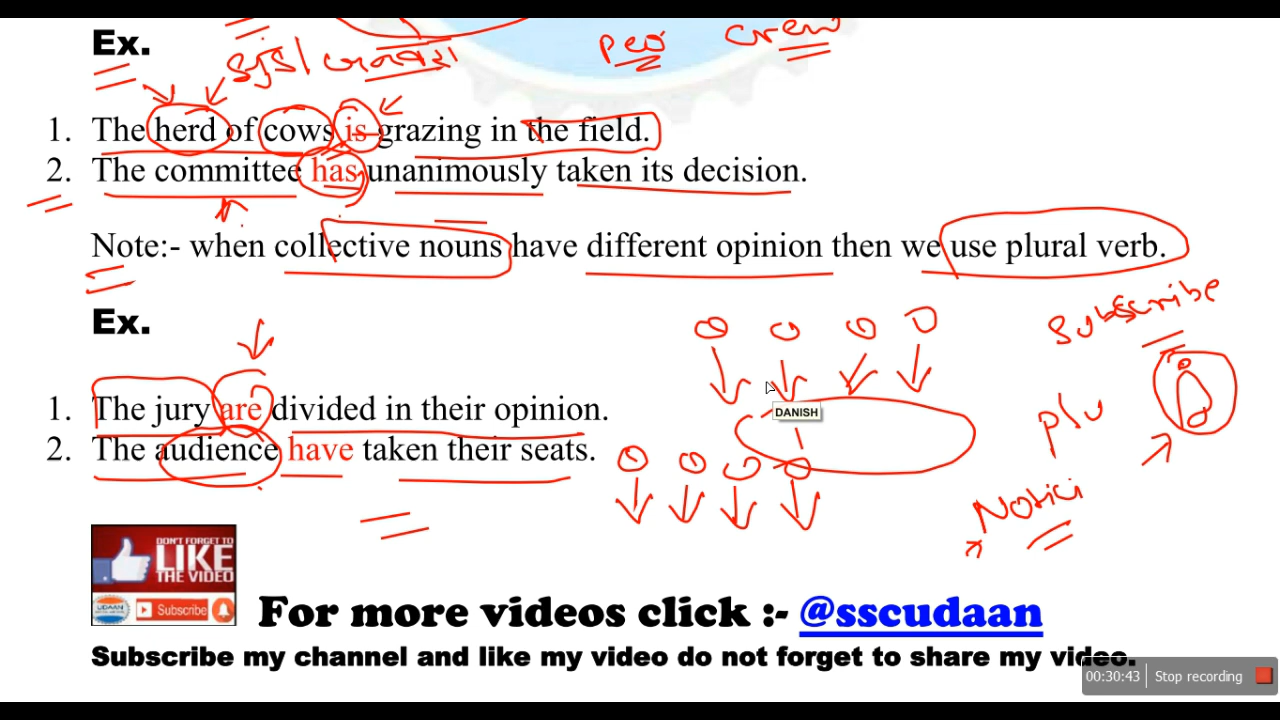 Ex.
crew
1. The herd of cows is grazing in the field.
2. The committee has unanimously taken its decision.
Note:- when collective nouns have different opinion then we use plural verb.
Subscribe
Ex.
1. The jury are divided in their opinion.
DANISH
plu
2. The audience have taken their seats.
DON'T FORGET TO
LIKE
THE VIDEO
UDAAN
Subscribe
For more videos click :- @sscudaan
Subscribe my channel and like my video do not forget to share my video.
00:30:43 Stop recording